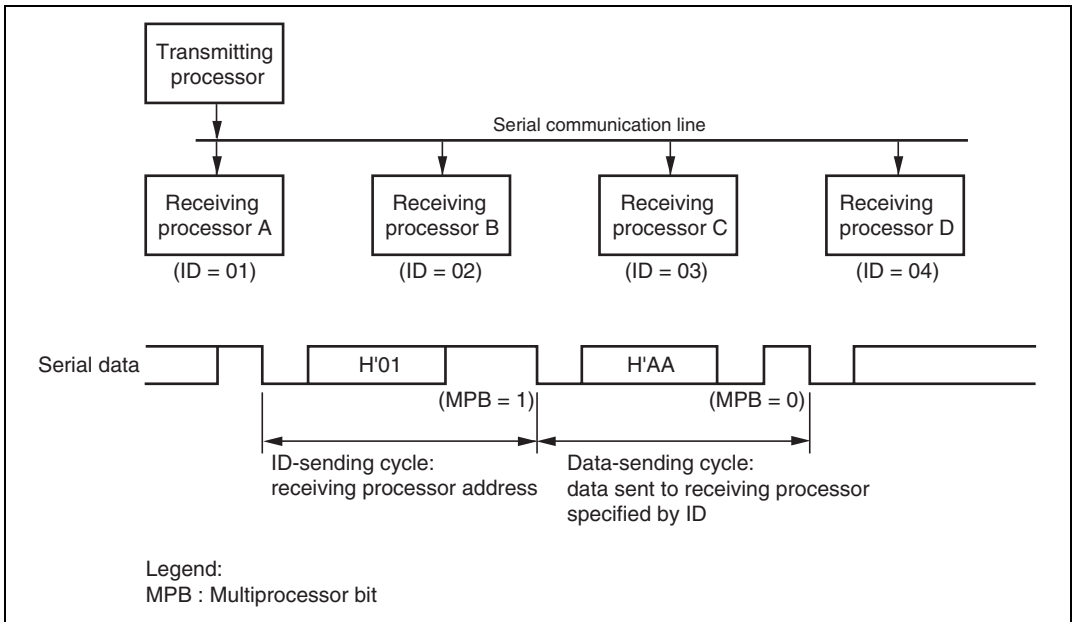 Transmitting
processor
Serial communication line
Receiving
processor A
Receiving
processor B
Receiving
processor C
Receiving
processor D
(ID = 01)
(ID = 02)
(ID = 03)
(ID = 04)
Serial data
H'01
H'AA
(MPB = 1)
(MPB = 0)
ID-sending cycle:
receiving processor address
Data-sending cycle:
data sent to receiving processor
specified by ID
Legend:
MPB : Multiprocessor bit